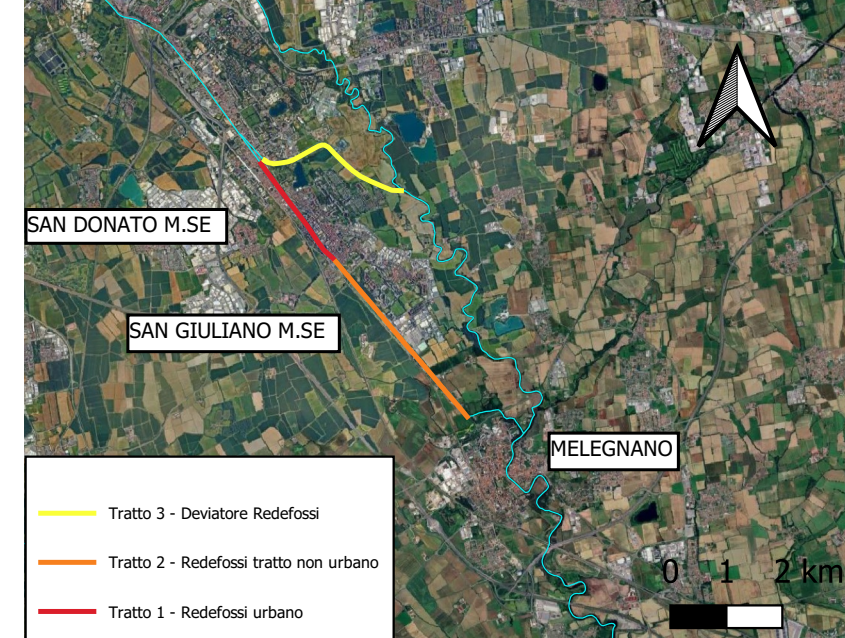 SAN DONATO M.SE
SAN GIULIANO M.SE
MELEGNANO
Tratto 3 - Deviatore Redefossi
Tratto 2 - Redefossi tratto non urbano
Tratto 1 - Redefossi urbano
0 1 2 km